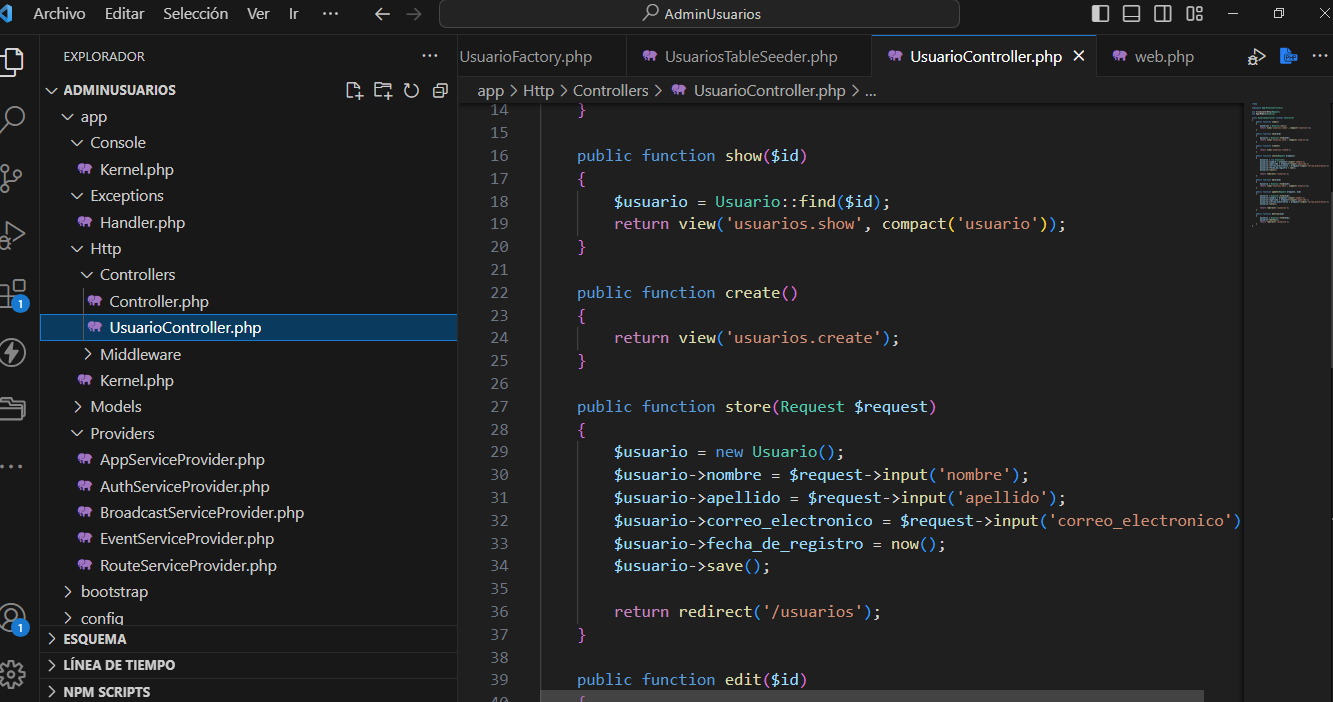 Archivo Editar Selección Ver Ir ··· AdminUsuarios
EXPLORADOR ···
ADMINUSUARIOS
app
Console
Kernel.php
Exceptions
Handler.php
Http
Controllers
Controller.php
UsuarioController.php
Middleware
Kernel.php
Models
Providers
AppServiceProvider.php
AuthServiceProvider.php
BroadcastServiceProvider.php
EventServiceProvider.php
RouteServiceProvider.php
bootstrap
config
ESQUEMA
LÍNEA DE TIEMPO
NPM SCRIPTS
1
1
UsuarioFactory.php UsuariosTableSeeder.php UsuarioController.php × web.php ···
app > Http > Controllers > UsuarioController.php > ...
14 }
15
16 public function show($id)
17 {
18 $usuario = Usuario::find($id);
19 return view('usuarios.show', compact('usuario'));
20 }
21
22 public function create()
23 {
24 return view('usuarios.create');
25 }
26
27 public function store(Request $request)
28 {
29 $usuario = new Usuario();
30 $usuario->nombre = $request->input('nombre');
31 $usuario->apellido = $request->input('apellido');
32 $usuario->correo_electronico = $request->input('correo_electronico')
33 $usuario->fecha_de_registro = now();
34 $usuario->save();
35
36 return redirect('/usuarios');
37 }
38
39 public function edit($id)
40 {